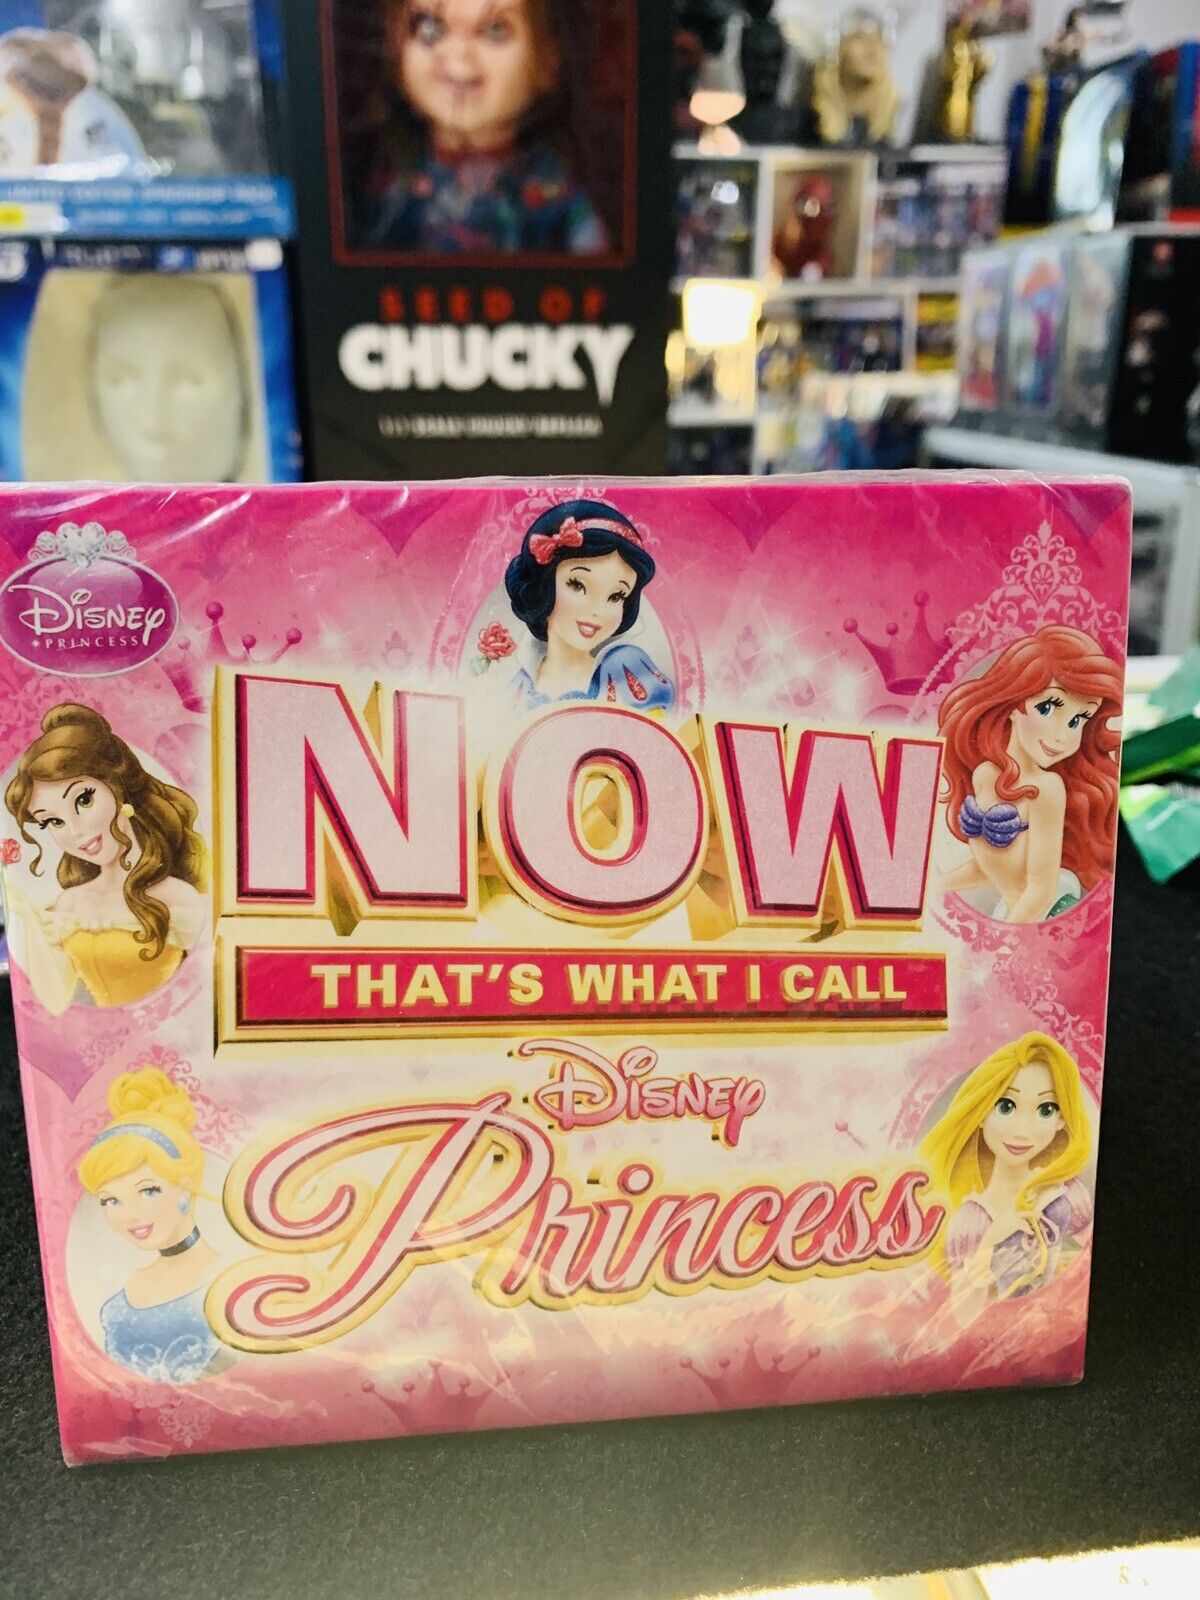 SEED OF
CHUCKY
DISNEY
PRINCESS
NOW
THAT'S WHAT I CALL
DISNEY
Princess